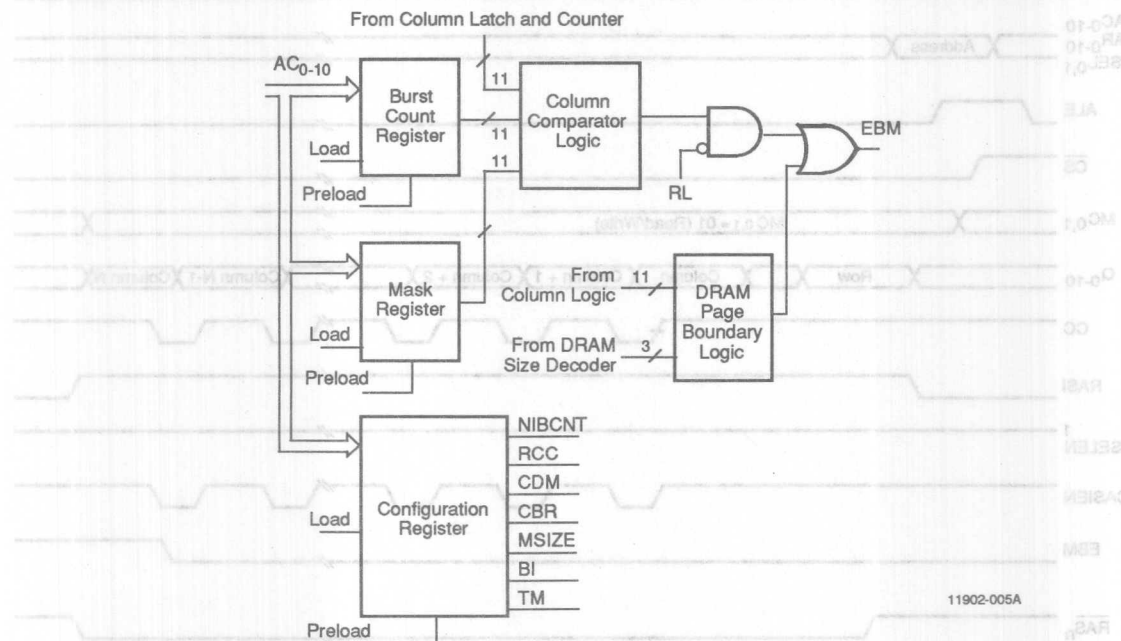 From Column Latch and Counter
AC0-10
Burst
Count
Register
11
11
11
Column
Comparator
Logic
EBM
Load
Preload
RL
Mask
Register
From
Column Logic
11
DRAM
Page
Boundary
Logic
From DRAM
Size Decoder
3
Load
Preload
Configuration
Register
NIBCNT
RCC
CDM
CBR
MSIZE
BI
TM
Load
Preload
11902-005A
Address
ALE
Row
EBM